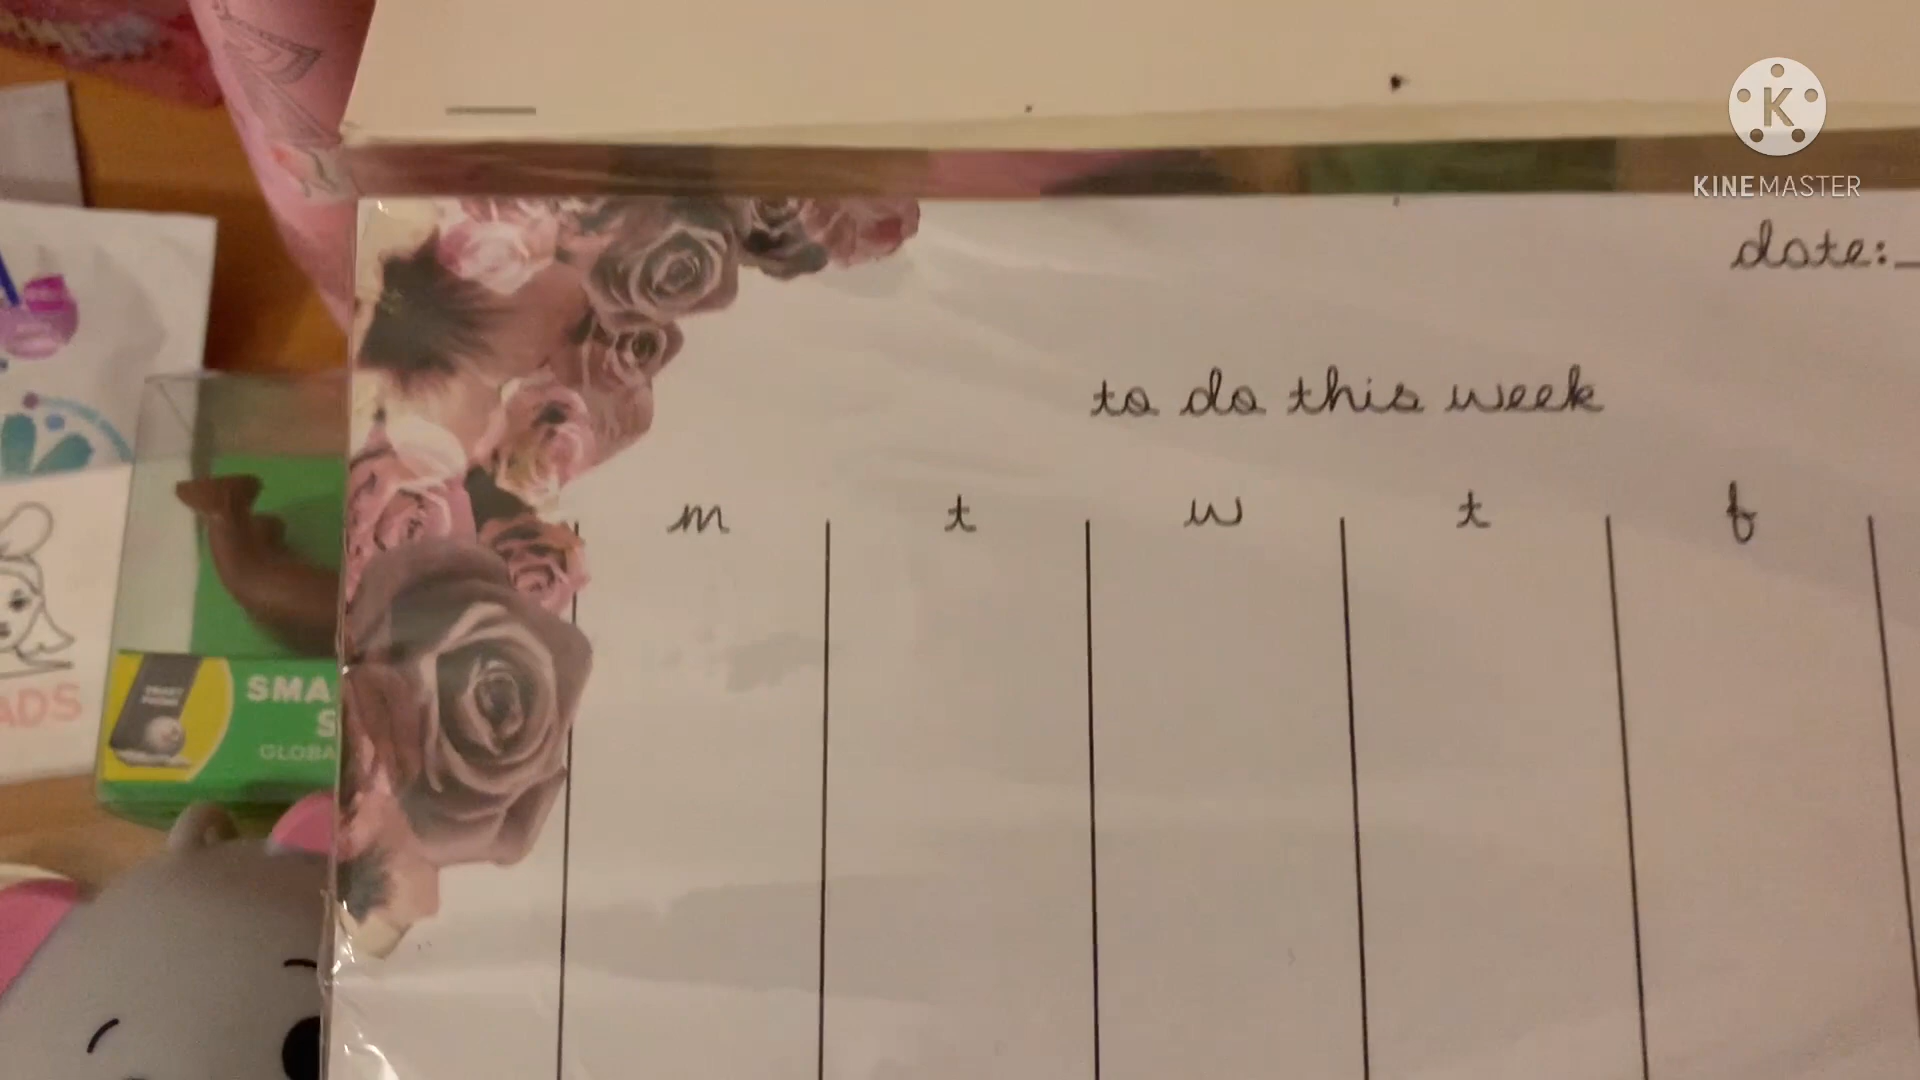 KINEMASTER
date:
to do this week
m t w t f
SMA
S
GLOBA
ADS